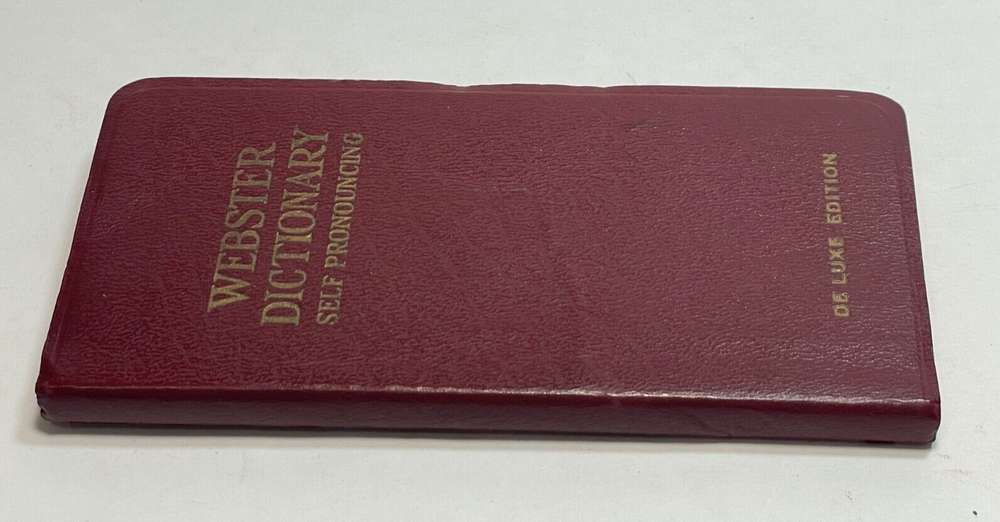 WEBSTER
DICTIONARY
SELF PRONOUNCING
DE LUXE EDITION